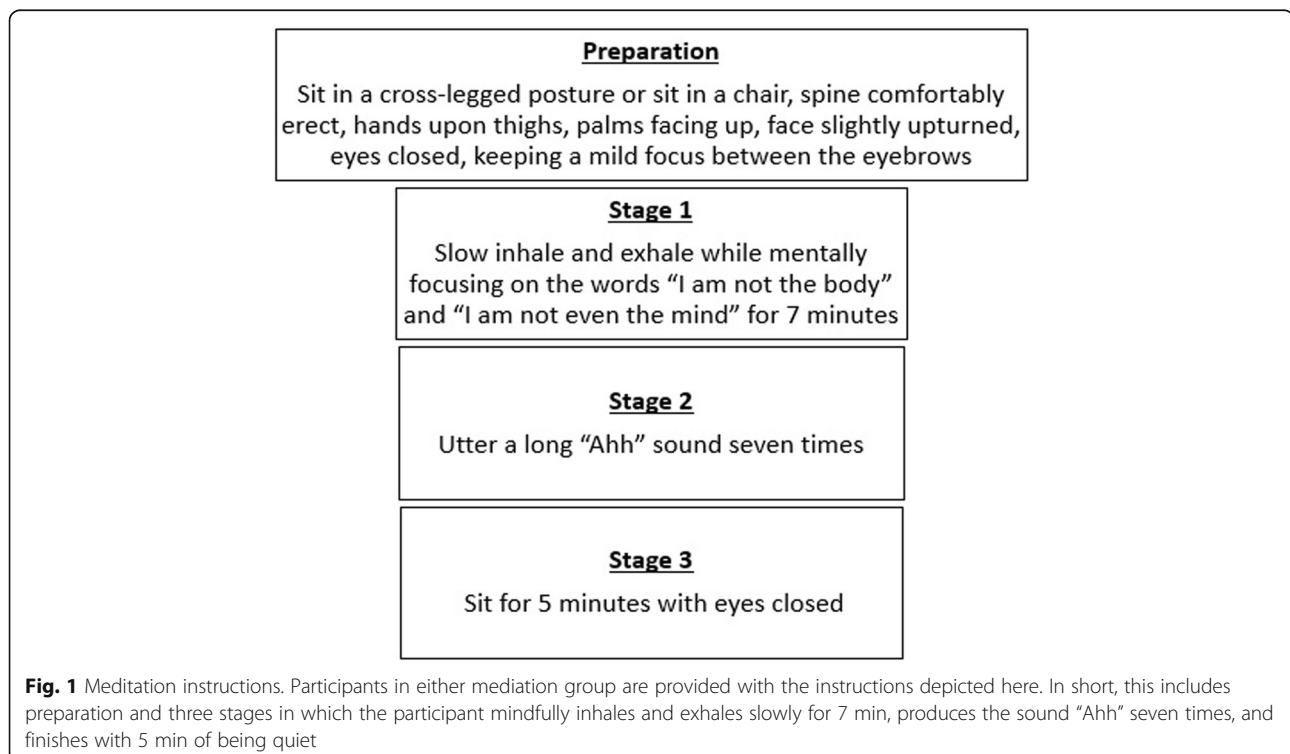 Preparation
Sit in a cross-legged posture or sit in a chair, spine comfortably
erect, hands upon thighs, palms facing up, face slightly upturned,
eyes closed, keeping a mild focus between the eyebrows
Stage 1
Slow inhale and exhale while mentally
focusing on the words “I am not the body”
and “I am not even the mind” for 7 minutes
Stage 2
Utter a long “Ahh” sound seven times
Stage 3
Sit for 5 minutes with eyes closed
Fig. 1 Meditation instructions. Participants in either mediation group are provided with the instructions depicted here. In short, this includes
preparation and three stages in which the participant mindfully inhales and exhales slowly for 7 min, produces the sound “Ahh” seven times, and
finishes with 5 min of being quiet